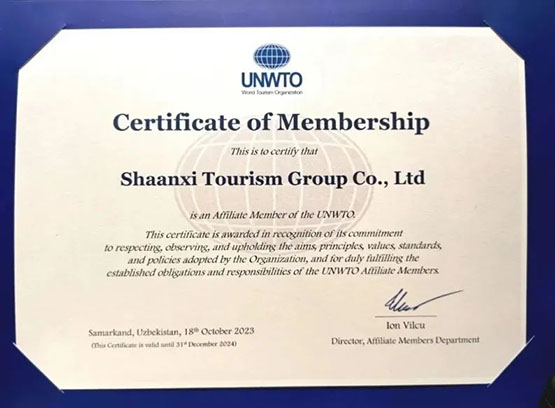 UNWTO
World Tourism Organization
Certificate of Membership
This is to certify that
Shaanxi Tourism Group Co., Ltd
is an Affiliate Member of the UNWTO.
This certificate is awarded in recognition of its commitment
to respecting, observing, and upholding the aims, principles, values, standards,
and policies adopted by the Organization, and for duly fulfilling the
established obligations and responsibilities of the UNWTO Affiliate Members.
Samarkand, Uzbekistan, 18th October 2023
(This Certificate is valid until 31st December 2024)
Ion Vilcu
Director, Affiliate Members Department